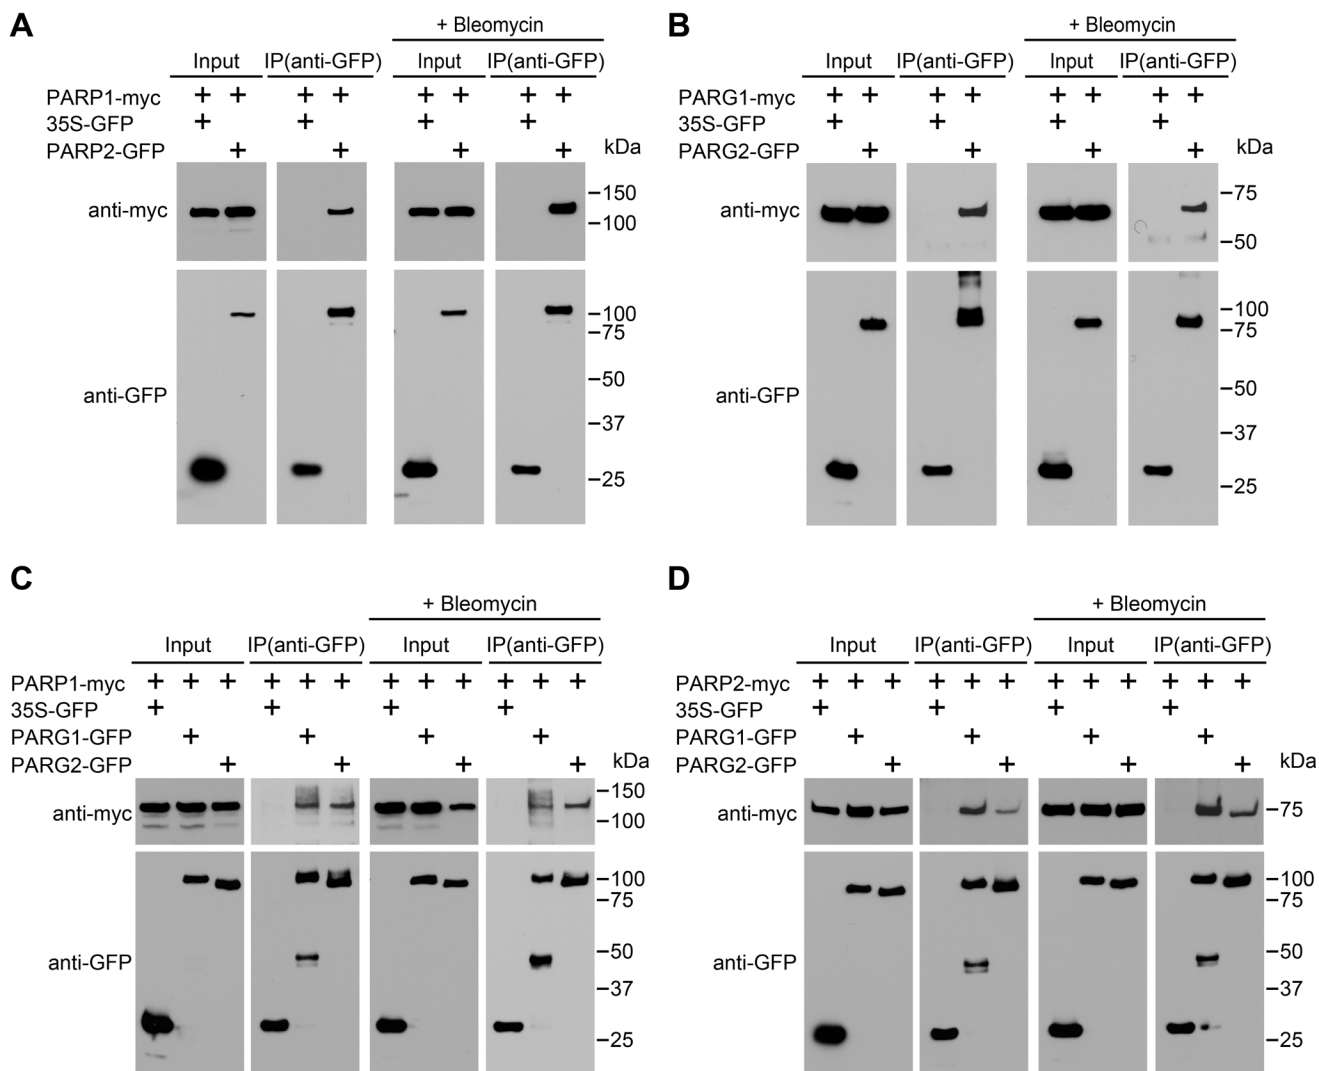 A
+ Bleomycin
Input IP(anti-GFP) Input IP(anti-GFP)
PARP1-myc + + + + + + + +
35S-GFP + + + +
PARP2-GFP + + + + kDa
anti-myc
150
100
anti-GFP
100
75
50
37
25
B
+ Bleomycin
Input IP(anti-GFP) Input IP(anti-GFP)
PARG1-myc + + + + + + + +
35S-GFP + + + +
PARG2-GFP + + + + kDa
anti-myc
75
50
anti-GFP
100
75
50
37
25
C
+ Bleomycin
Input IP(anti-GFP) Input IP(anti-GFP)
PARP1-myc + + + + + + + + + + + +
35S-GFP + + + +
PARG1-GFP + + + +
PARG2-GFP + + + + kDa
anti-myc
150
100
anti-GFP
100
75
50
37
25
D
+ Bleomycin
Input IP(anti-GFP) Input IP(anti-GFP)
PARP2-myc + + + + + + + + + + + +
35S-GFP + + + +
PARG1-GFP + + + +
PARG2-GFP + + + + kDa
anti-myc
75
anti-GFP
100
75
50
37
25